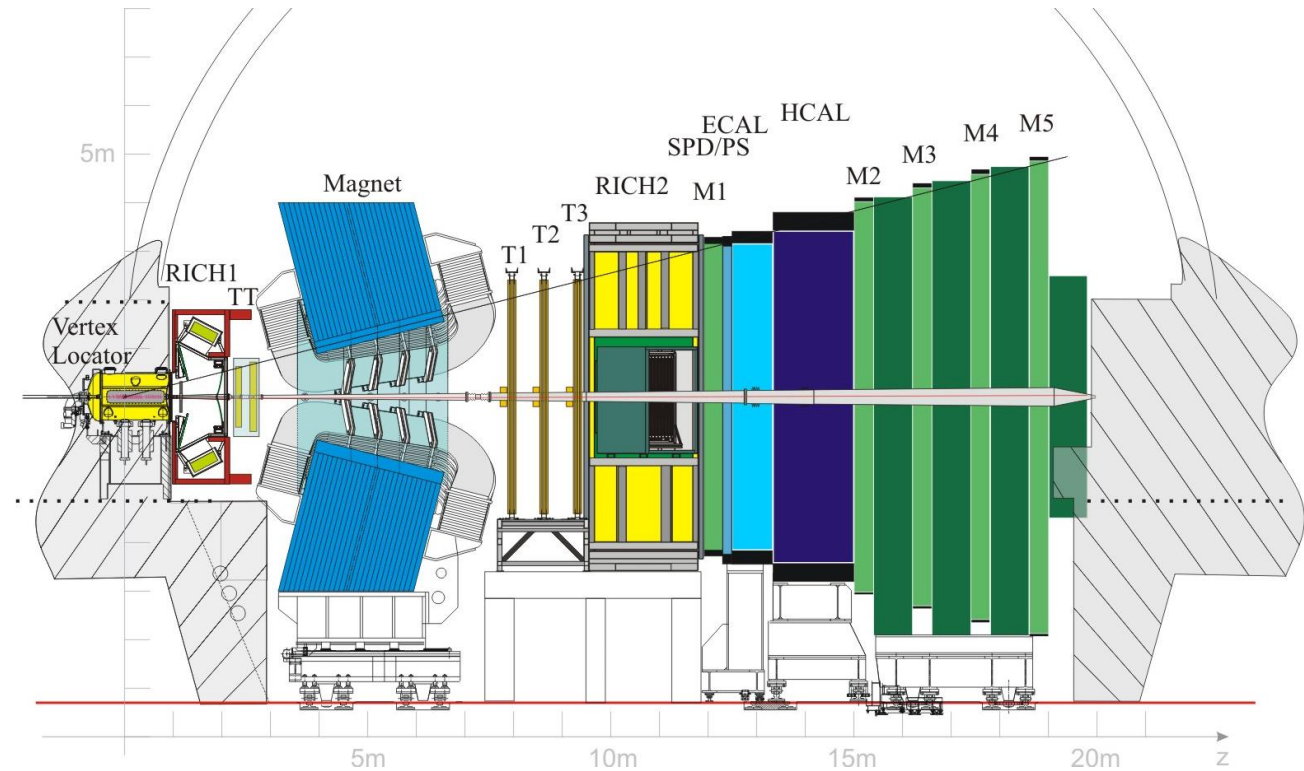 5m
Magnet
Vertex
Locator
RICH1
TT
T1
T2
T3
RICH2
M1
SPD/PS
ECAL
HCAL
M2
M3
M4
M5
5m
10m
15m
20m
z